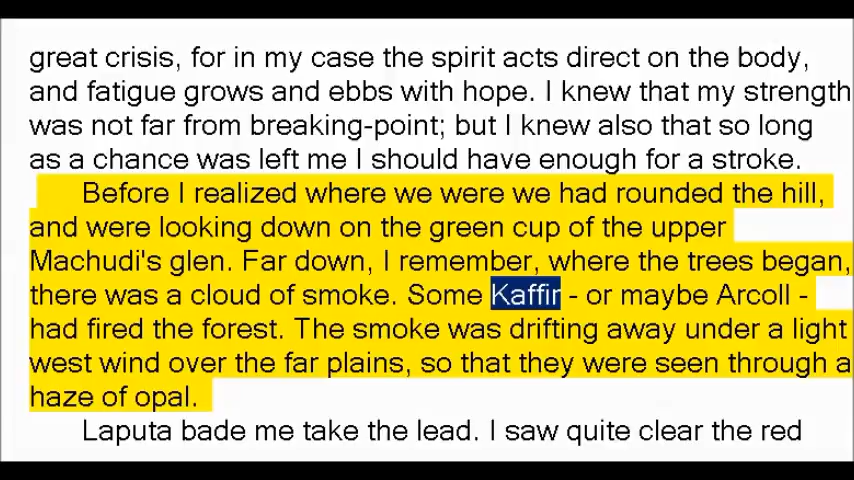 great crisis, for in my case the spirit acts direct on the body,
and fatigue grows and ebbs with hope. I knew that my strength
was not far from breaking-point; but I knew also that so long
as a chance was left me I should have enough for a stroke.
Before I realized where we were we had rounded the hill,
and were looking down on the green cup of the upper
Machudi's glen. Far down, I remember, where the trees began,
there was a cloud of smoke. Some Kaffir - or maybe Arcoll -
had fired the forest. The smoke was drifting away under a light
west wind over the far plains, so that they were seen through a
haze of opal.
Laputa bade me take the lead. I saw quite clear the red